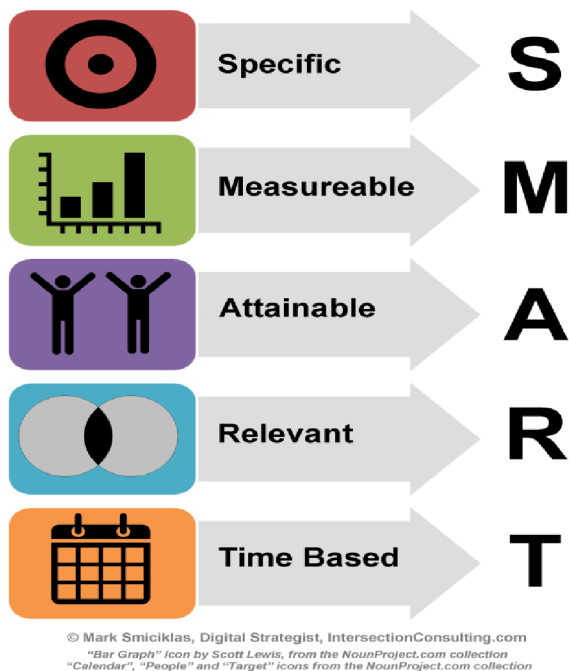 Specific S
Measureable M
Attainable A
Relevant R
Time Based T
© Mark Smiciklas, Digital Strategist, IntersectionConsulting.com
"Bar Graph" icon by Scott Lewis, from the NounProject.com collection
"Calendar", "People" and "Target" icons from the NounProject.com collection